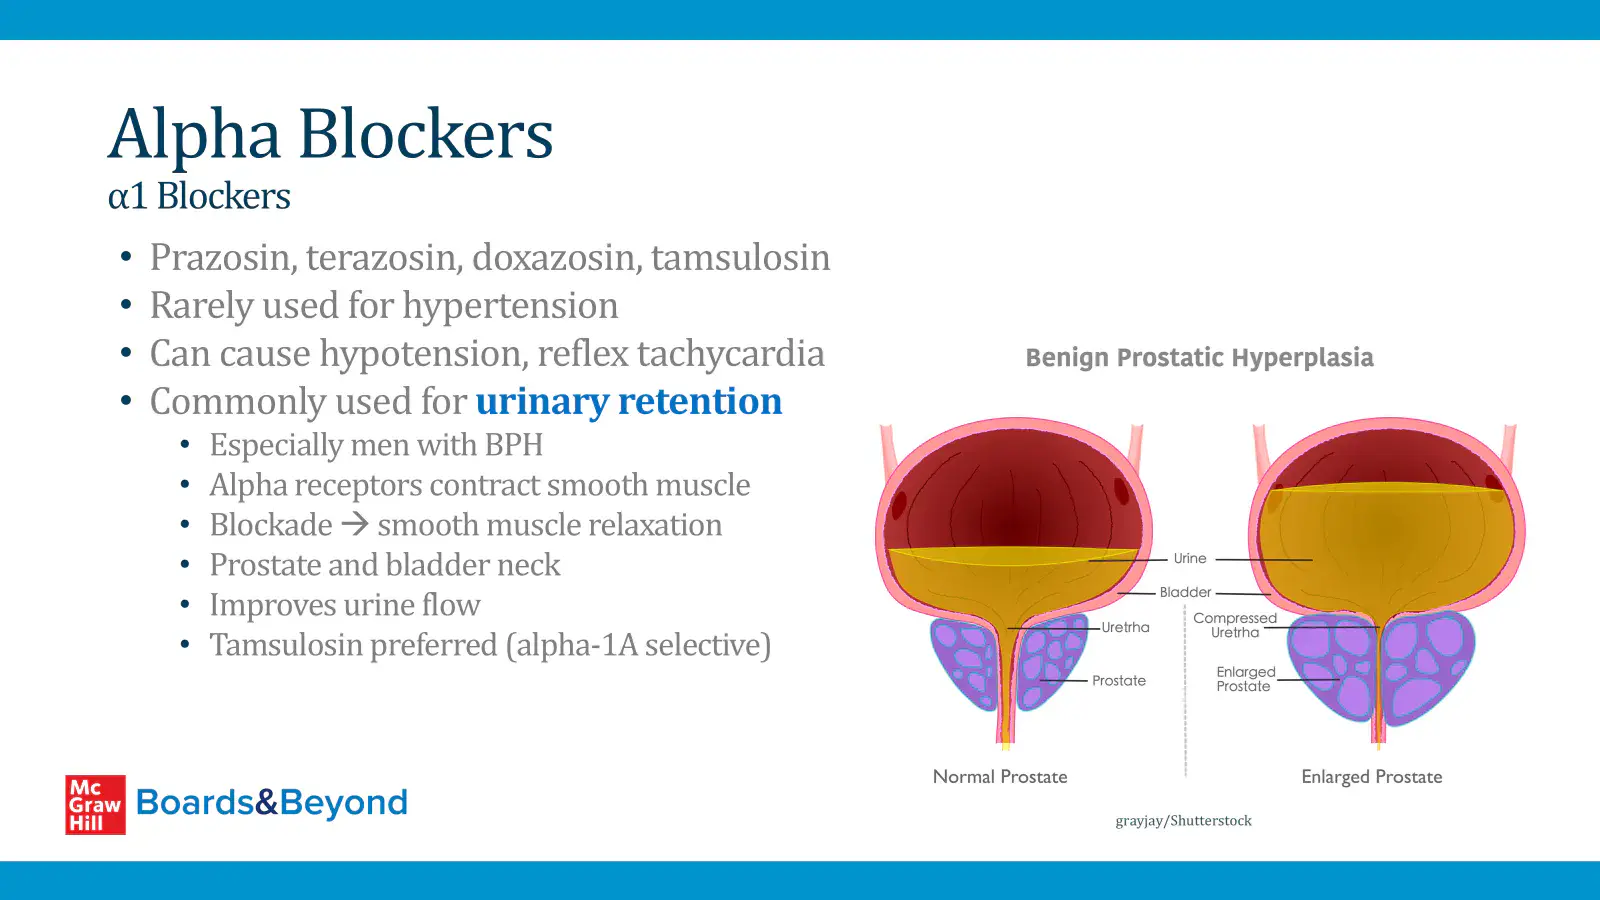 Alpha Blockers
α1 Blockers
• Prazosin, terazosin, doxazosin, tamsulosin
• Rarely used for hypertension
• Can cause hypotension, reflex tachycardia
• Commonly used for urinary retention
• Especially men with BPH
• Alpha receptors contract smooth muscle
• Blockade → smooth muscle relaxation
• Prostate and bladder neck
• Improves urine flow
• Tamsulosin preferred (alpha-1A selective)
Benign Prostatic Hyperplasia
Urine
Bladder
Uretrha
Prostate
Compressed
Uretrha
Enlarged
Prostate
Normal Prostate
Enlarged Prostate
grayjay/Shutterstock
Mc
Graw
Hill
Boards&Beyond